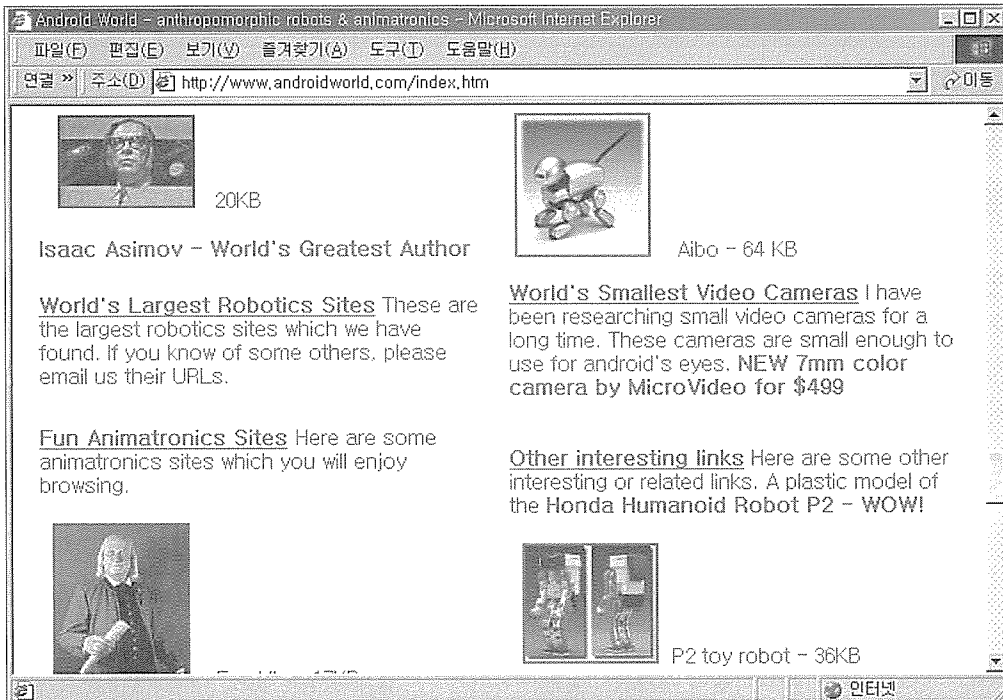 Android World - anthropomorphic robots & animatronics - Microsoft Internet Explorer
파일(F) 편집(E) 보기(V) 즐겨찾기(A) 도구(T) 도움말(H)
연결 » 주소(D) http://www.androidworld.com/index.htm 이동
20KB
Isaac Asimov - World's Greatest Author
World's Largest Robotics Sites These are
the largest robotics sites which we have
found. If you know of some others, please
email us their URLs.
Fun Animatronics Sites Here are some
animatronics sites which you will enjoy
browsing.
Aibo - 64 KB
World's Smallest Video Cameras I have
been researching small video cameras for a
long time. These cameras are small enough to
use for android's eyes. NEW 7mm color
camera by MicroVideo for $499
Other interesting links Here are some other
interesting or related links. A plastic model of
the Honda Humanoid Robot P2 - WOW!
P2 toy robot - 36KB
인터넷